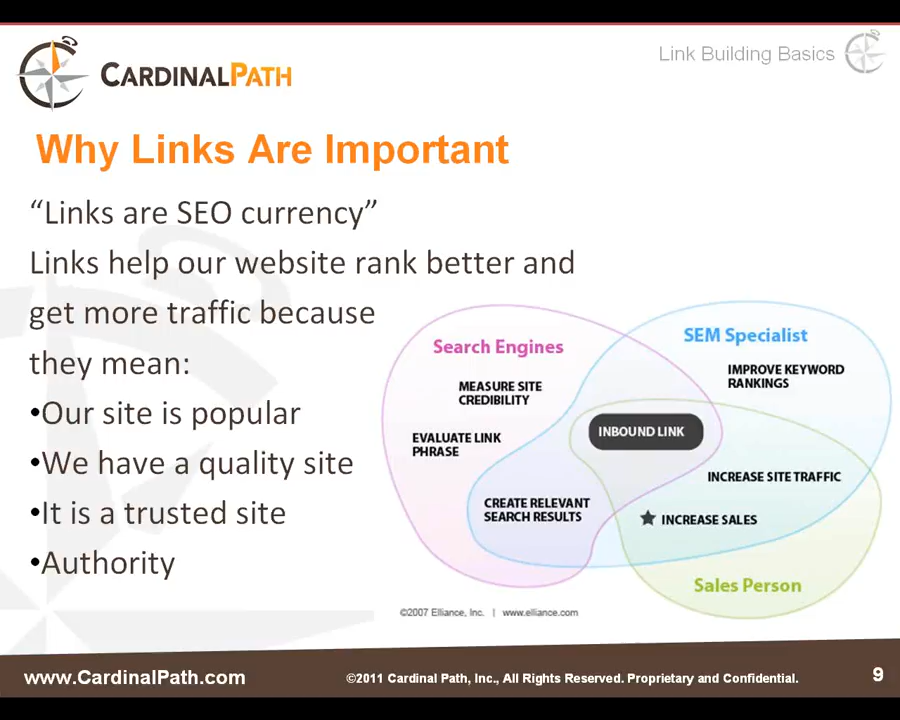 CARDINALPATH
Link Building Basics
Why Links Are Important
“Links are SEO currency”
Links help our website rank better and
get more traffic because
they mean:
•Our site is popular
•We have a quality site
•It is a trusted site
•Authority
Search Engines
SEM Specialist
MEASURE SITE
CREDIBILITY
IMPROVE KEYWORD
RANKINGS
EVALUATE LINK
PHRASE
INBOUND LINK
INCREASE SITE TRAFFIC
CREATE RELEVANT
SEARCH RESULTS
★ INCREASE SALES
Sales Person
©2007 Elliance, Inc. | www.elliance.com
www.CardinalPath.com
©2011 Cardinal Path, Inc., All Rights Reserved. Proprietary and Confidential.
9